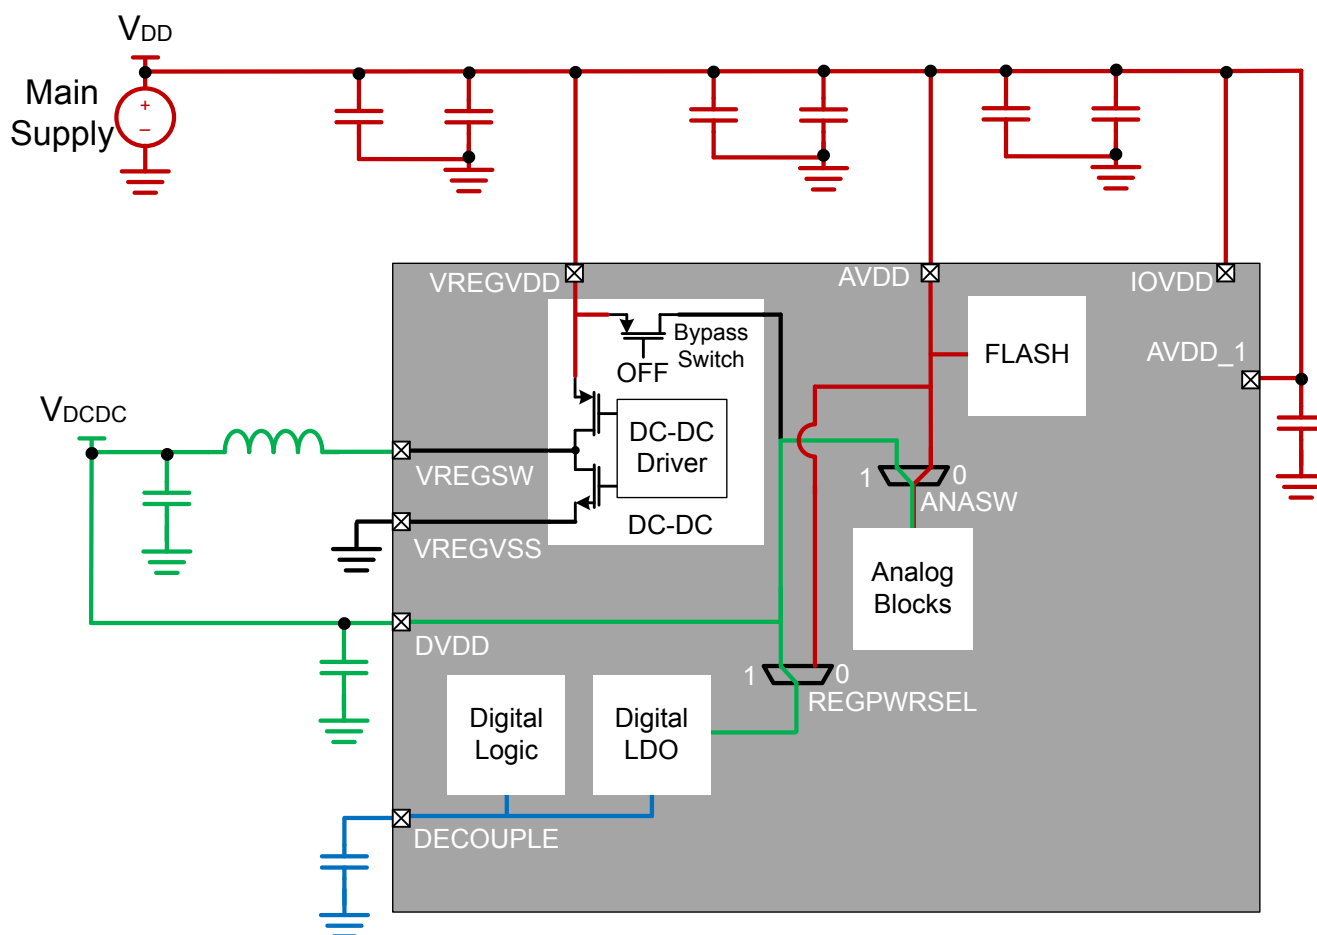 VDD
Main
Supply
+
–
VREGVDD
AVDD
IOVDD
Bypass
Switch
OFF
FLASH
AVDD_1
VDCDC
DC-DC
Driver
VREGSW
1
0
ANASW
DC-DC
VREGVSS
Analog
Blocks
DVDD
1
0
REGPWRSEL
Digital
Logic
Digital
LDO
DECOUPLE